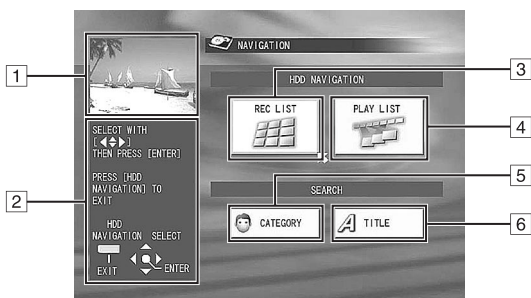 1
2
NAVIGATION
HDD NAVIGATION
3
REC LIST
PLAY LIST
4
SEARCH
5
CATEGORY
TITLE
6
SELECT WITH
[◀◆▶]
THEN PRESS [ENTER]
PRESS [HDD
NAVIGATION] TO
EXIT
HDD
NAVIGATION SELECT
EXIT
ENTER